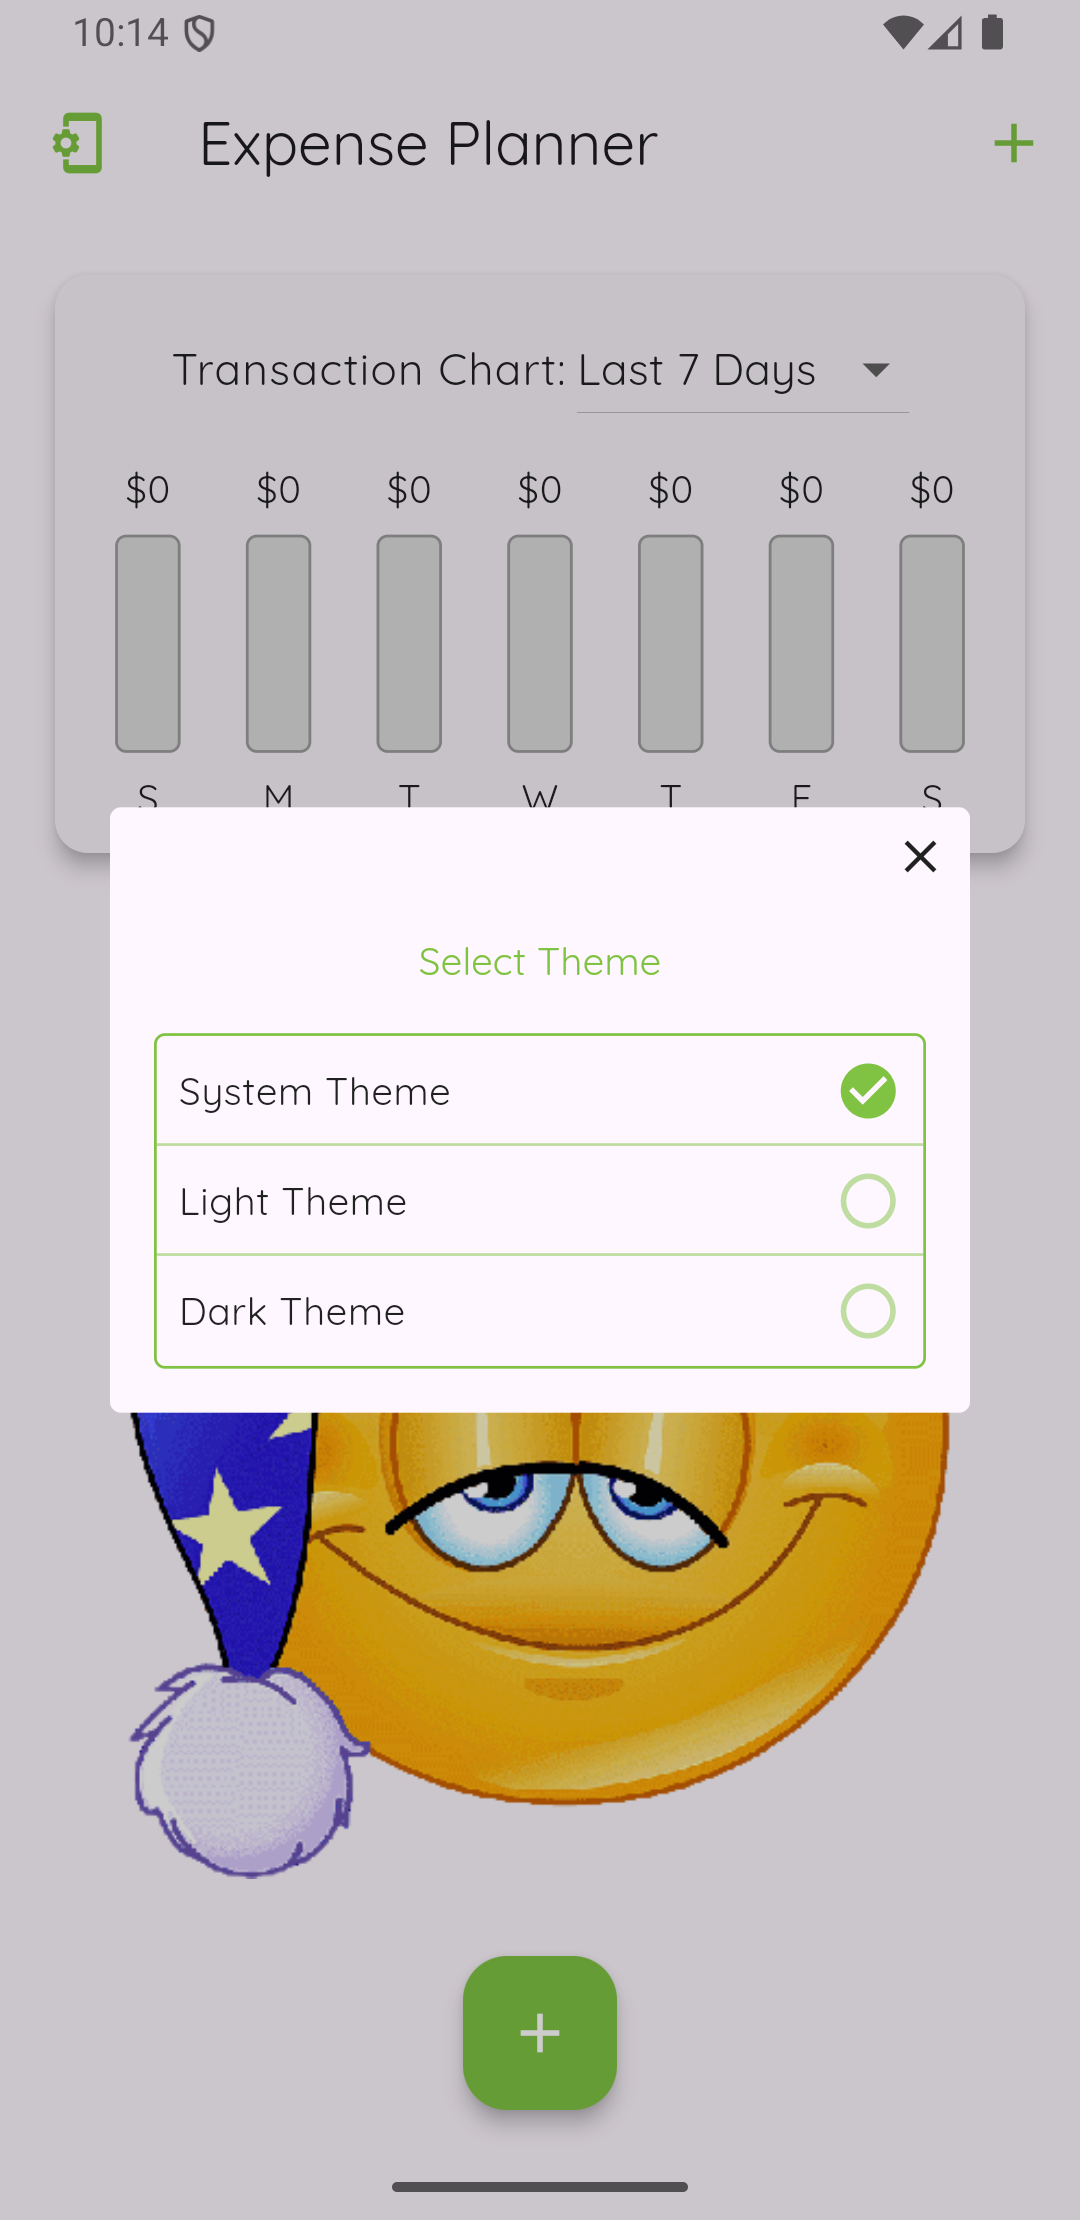 10:14
Expense Planner
Transaction Chart: Last 7 Days
$0 $0 $0 $0 $0 $0 $0
S M T W T F S
Select Theme
System Theme
Light Theme
Dark Theme